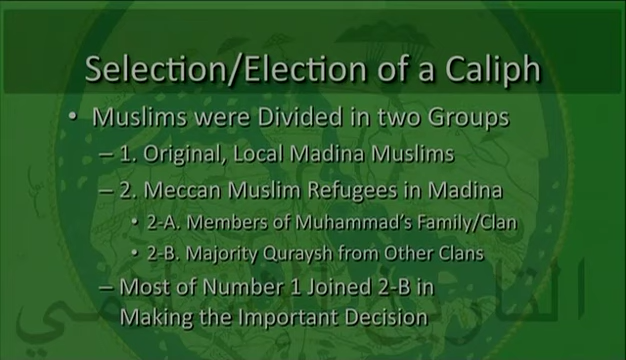 Selection/Election of a Caliph
• Muslims were Divided in two Groups
– 1. Original, Local Madina Muslims
– 2. Meccan Muslim Refugees in Madina
• 2-A. Members of Muhammad's Family/Clan
• 2-B. Majority Quraysh from Other Clans
– Most of Number 1 Joined 2-B in
Making the Important Decision